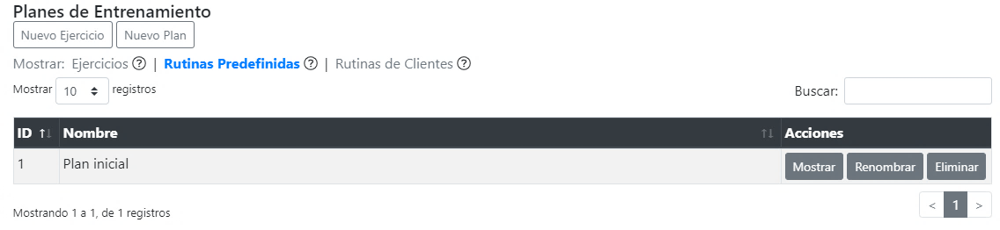 Planes de Entrenamiento
Nuevo Ejercicio Nuevo Plan
Mostrar: Ejercicios ? | Rutinas Predefinidas ? | Rutinas de Clientes ?
Mostrar 10 registros Buscar:
ID ↑↓ Nombre ↑↓ Acciones
1 Plan inicial Mostrar Renombrar Eliminar
< 1 >
Mostrando 1 a 1, de 1 registros